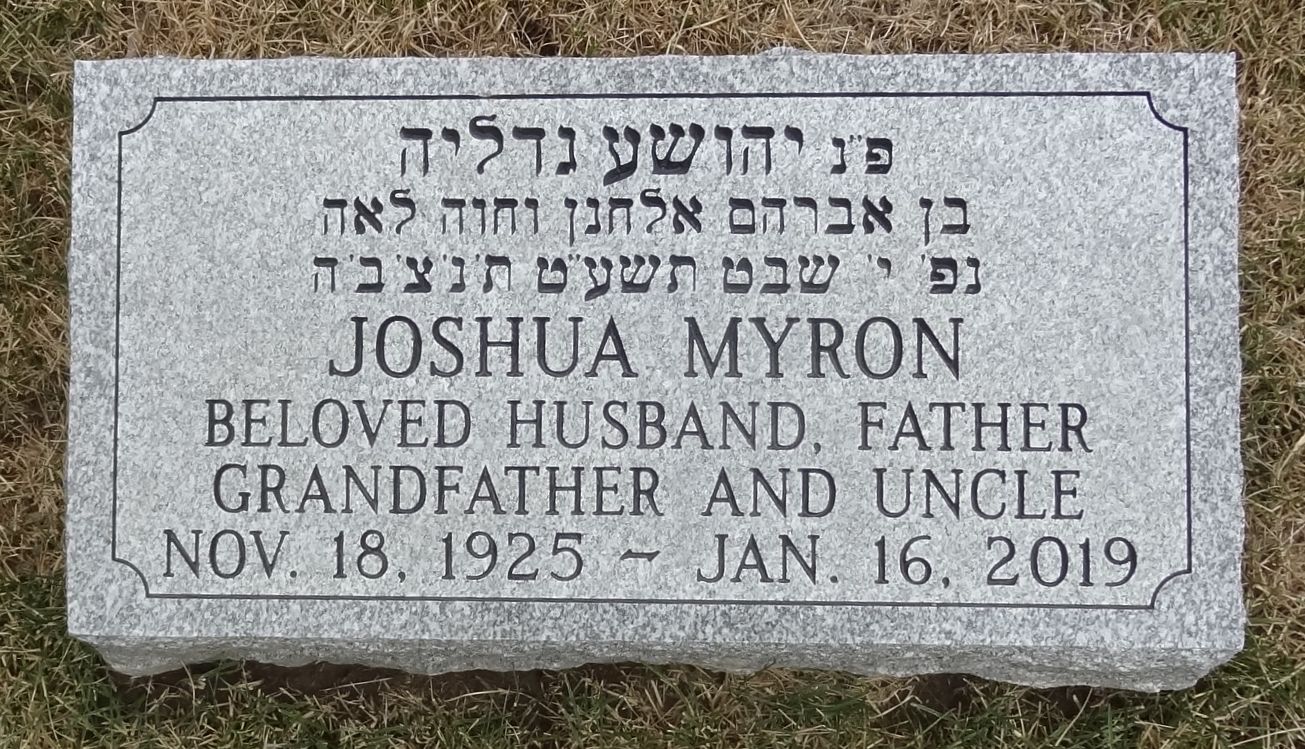 פ"נ יהושע גדליה
בן אברהם אלחנן וחוה לאה
נפ' י' שבט תשע"ט ת'נ'צ'ב'ה
JOSHUA MYRON
BELOVED HUSBAND, FATHER
GRANDFATHER AND UNCLE
NOV. 18, 1925 ~ JAN. 16, 2019